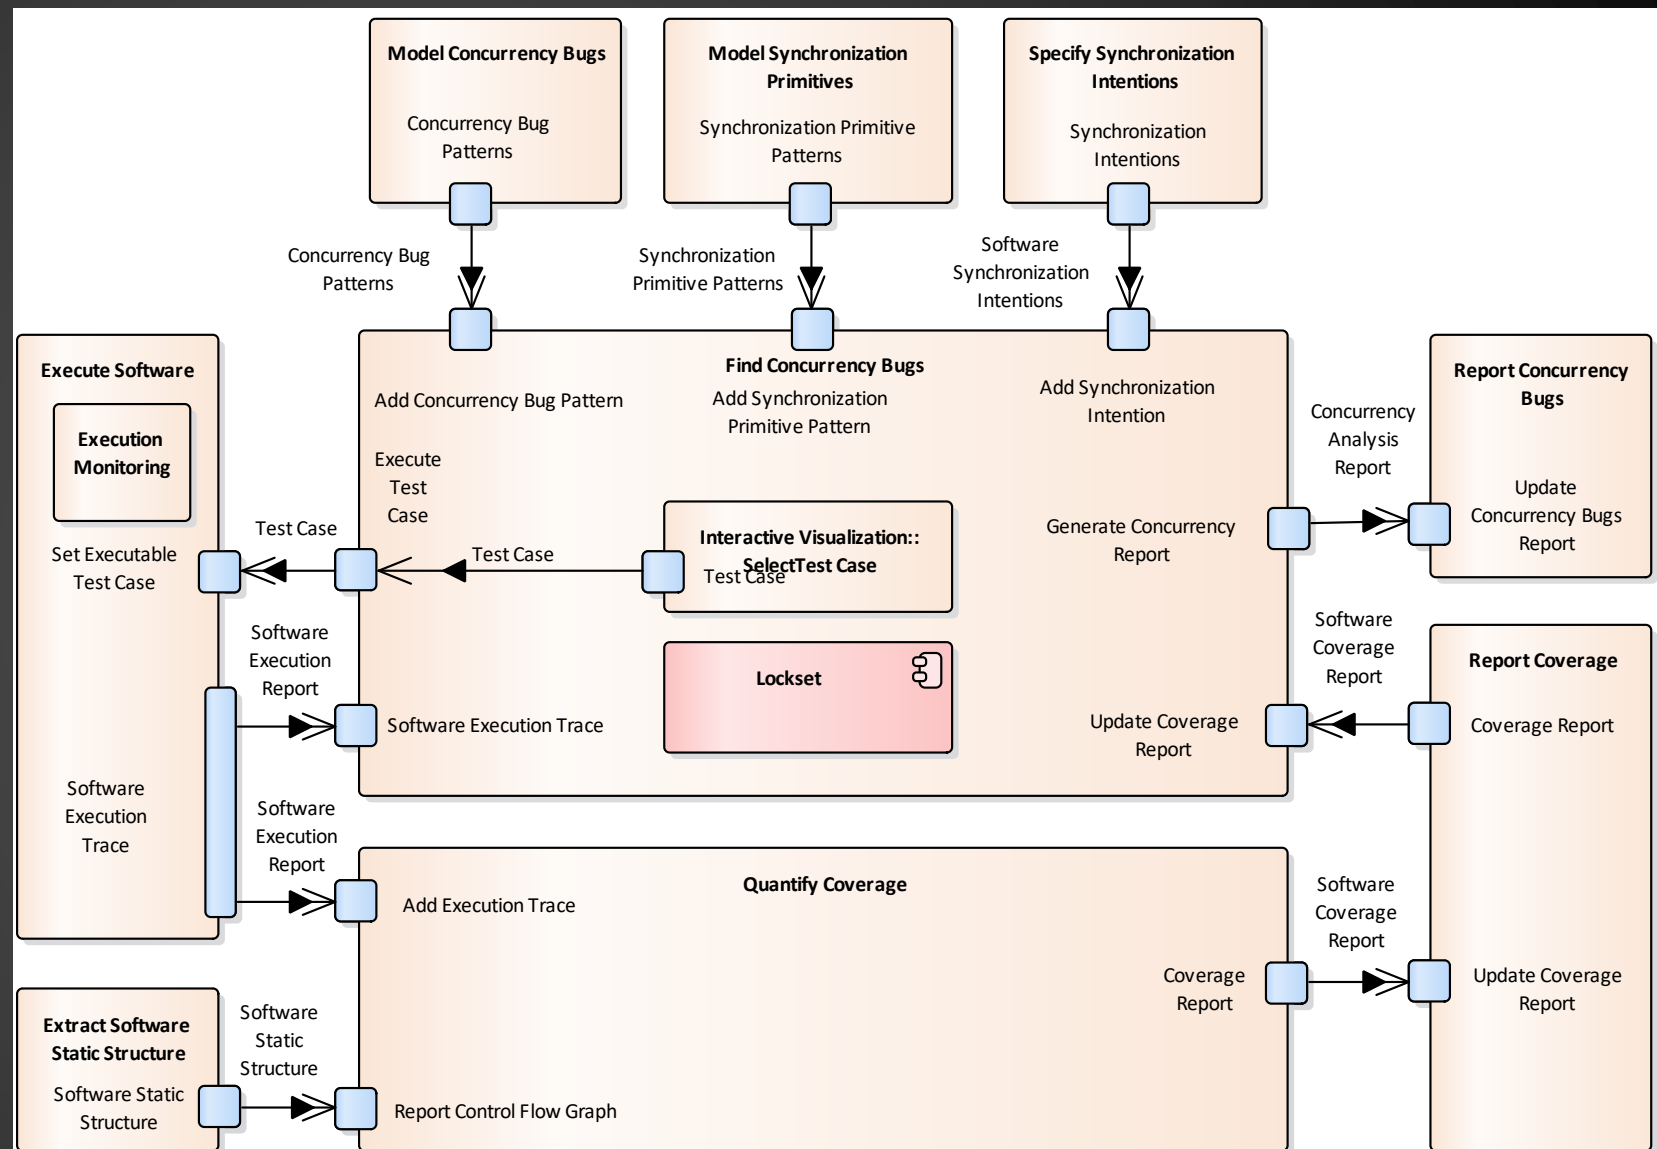 Model Concurrency Bugs
Concurrency Bug
Patterns
Model Synchronization
Primitives
Synchronization Primitive
Patterns
Specify Synchronization
Intentions
Synchronization
Intentions
Concurrency Bug
Patterns
Synchronization
Primitive Patterns
Software
Synchronization
Intentions
Execute Software
Execution
Monitoring
Set Executable
Test Case
Software
Execution
Trace
Test Case
Software
Execution
Report
Software
Execution
Report
Find Concurrency Bugs
Add Concurrency Bug Pattern
Add Synchronization
Primitive Pattern
Add Synchronization
Intention
Execute
Test
Case
Test Case
Interactive Visualization::
SelectTest Case
Test Case
Generate Concurrency
Report
Lockset
Software Execution Trace
Update Coverage
Report
Concurrency
Analysis
Report
Report Concurrency
Bugs
Update
Concurrency Bugs
Report
Software
Coverage
Report
Report Coverage
Coverage Report
Update Coverage
Report
Quantify Coverage
Add Execution Trace
Coverage
Report
Report Control Flow Graph
Software
Coverage
Report
Extract Software
Static Structure
Software Static
Structure
Software
Static
Structure